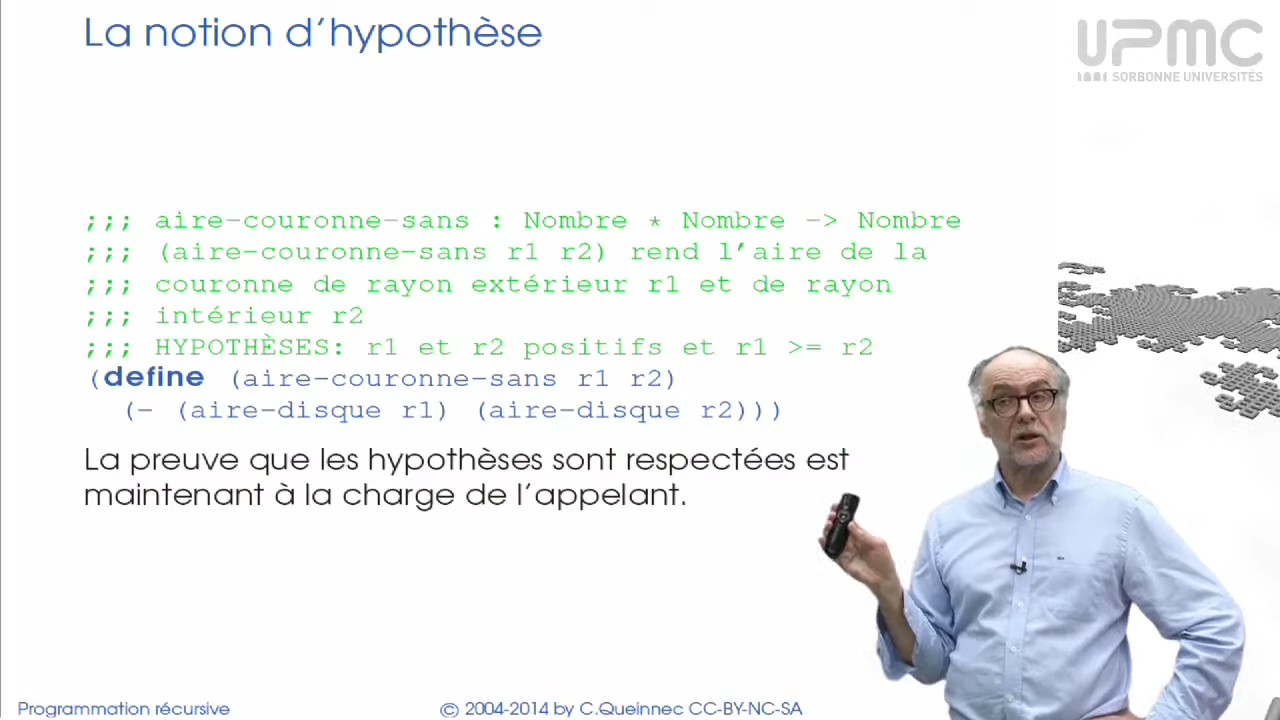 La notion d'hypothèse
UPMC
SORBONNE UNIVERSITÉS
;;; aire-couronne-sans : Nombre * Nombre -> Nombre
;;; (aire-couronne-sans r1 r2) rend l'aire de la
;;; couronne de rayon extérieur r1 et de rayon
;;; intérieur r2
;;; HYPOTHÈSES: r1 et r2 positifs et r1 >= r2
(define (aire-couronne-sans r1 r2)
(- (aire-disque r1) (aire-disque r2)))
La preuve que les hypothèses sont respectées est
maintenant à la charge de l'appelant.
Programmation récursive
© 2004-2014 by C.Queinnec CC-BY-NC-SA